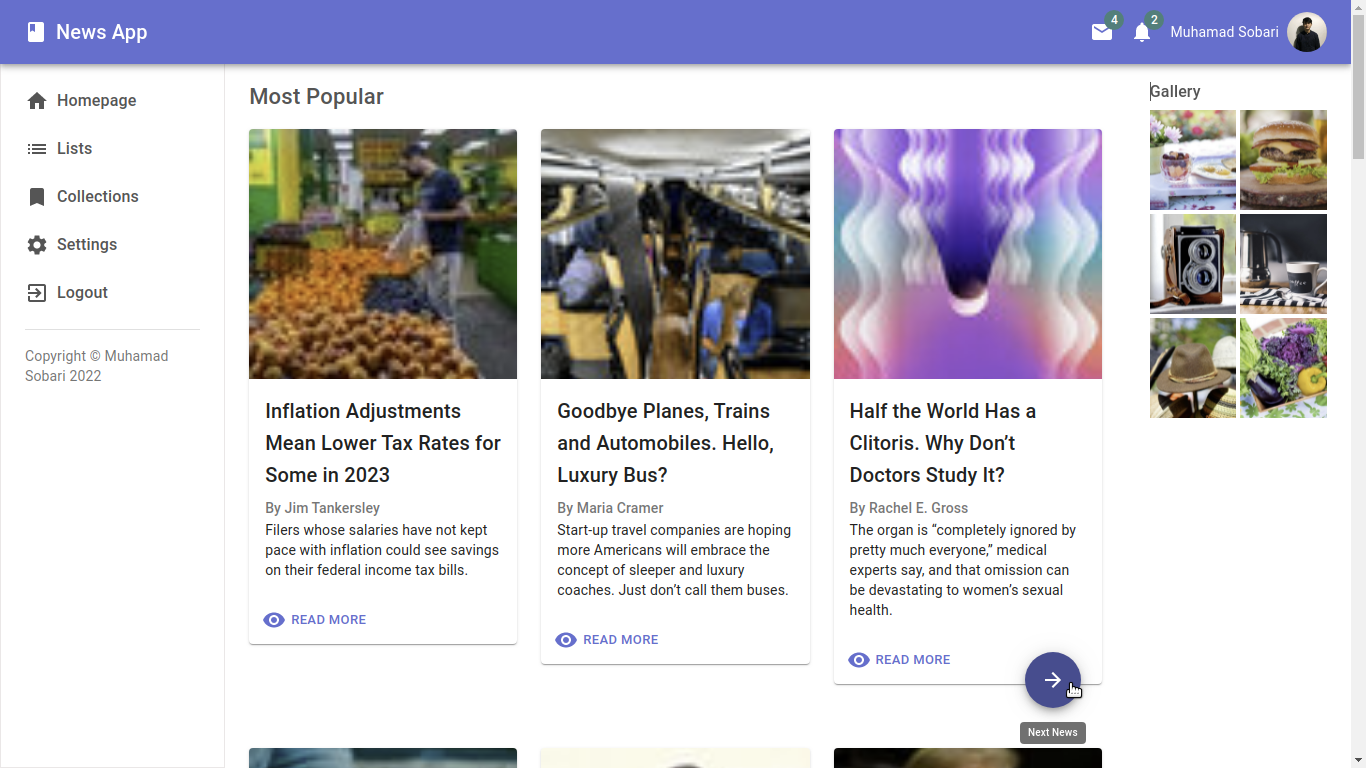 News App
4
2
Muhamad Sobari
Homepage
Lists
Collections
Settings
Logout
Copyright © Muhamad
Sobari 2022
Most Popular
Inflation Adjustments
Mean Lower Tax Rates for
Some in 2023
By Jim Tankersley
Filers whose salaries have not kept
pace with inflation could see savings
on their federal income tax bills.
READ MORE
Goodbye Planes, Trains
and Automobiles. Hello,
Luxury Bus?
By Maria Cramer
Start-up travel companies are hoping
more Americans will embrace the
concept of sleeper and luxury
coaches. Just don’t call them buses.
READ MORE
Half the World Has a
Clitoris. Why Don’t
Doctors Study It?
By Rachel E. Gross
The organ is “completely ignored by
pretty much everyone,” medical
experts say, and that omission can
be devastating to women’s sexual
health.
READ MORE
Next News
Gallery